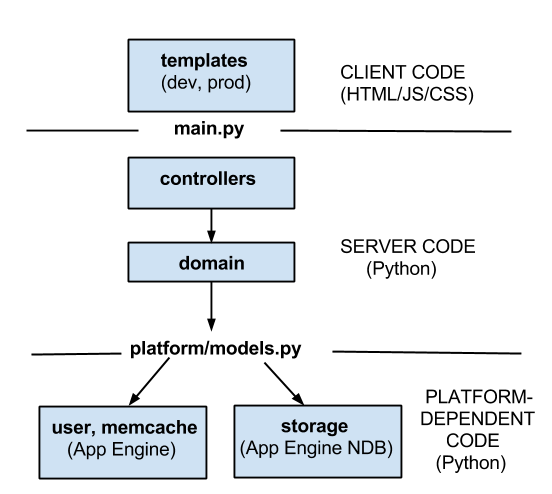 templates
(dev, prod)
CLIENT CODE
(HTML/JS/CSS)
main.py
controllers
domain
SERVER CODE
(Python)
platform/models.py
user, memcache
(App Engine)
storage
(App Engine NDB)
PLATFORM-
DEPENDENT
CODE
(Python)